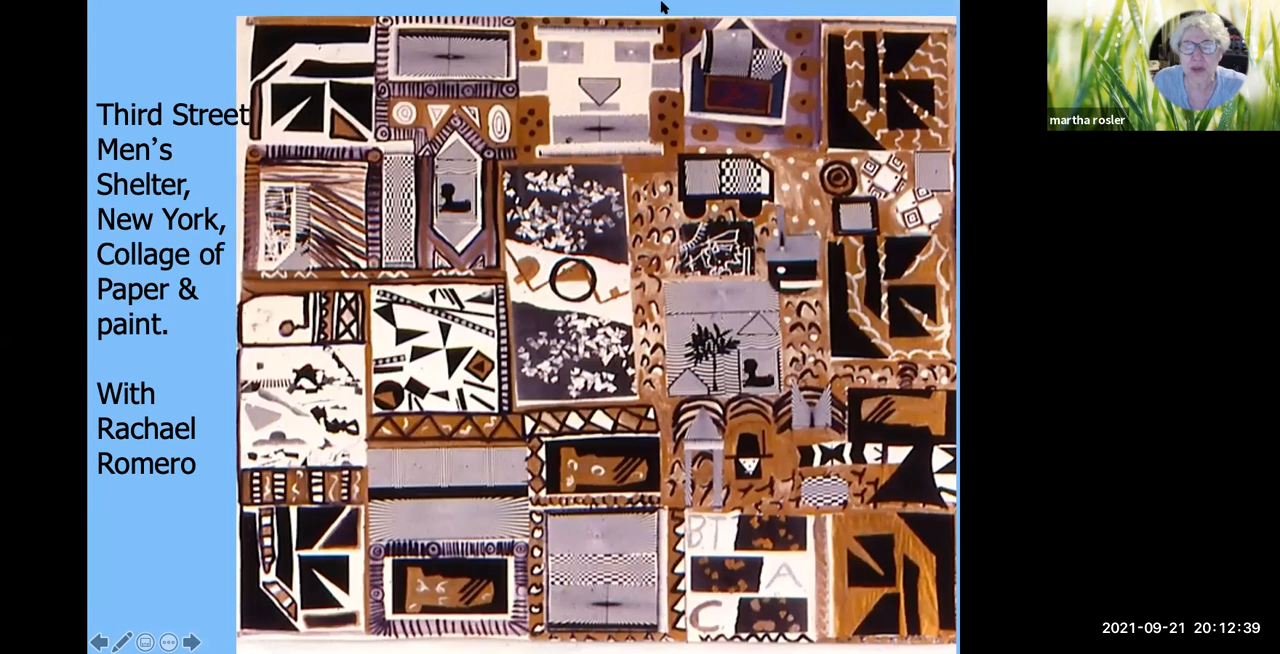 Third Street
Men’s
Shelter,
New York,
Collage of
Paper &
paint.
With
Rachael
Romero
BT
A
C
martha rosler
2021-09-21 20:12:39